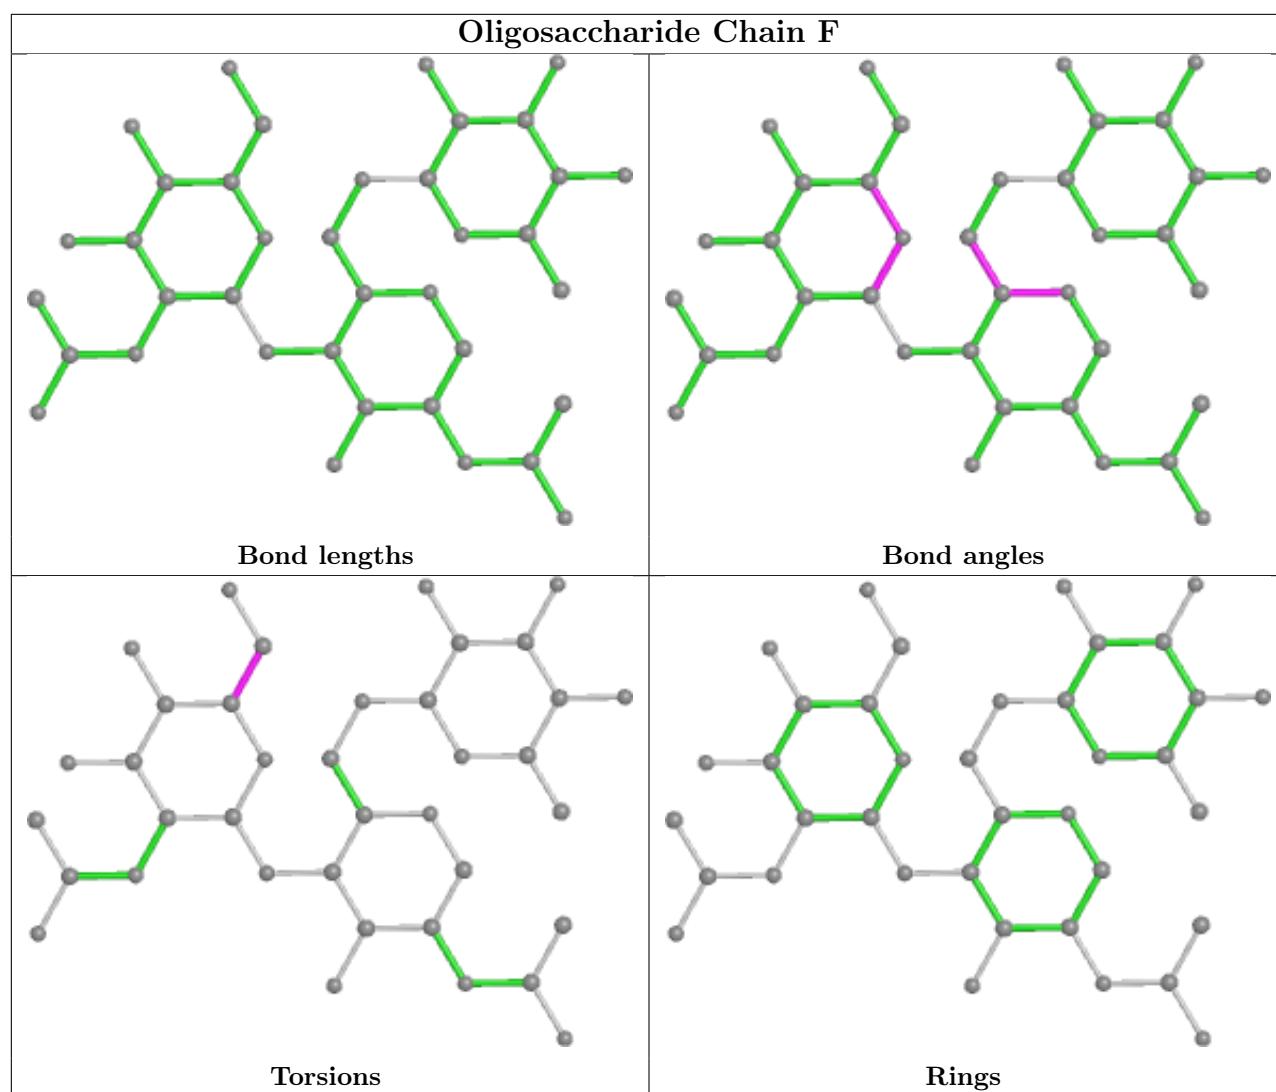 Oligosaccharide Chain F
Bond lengths
Bond angles
Torsions
Rings